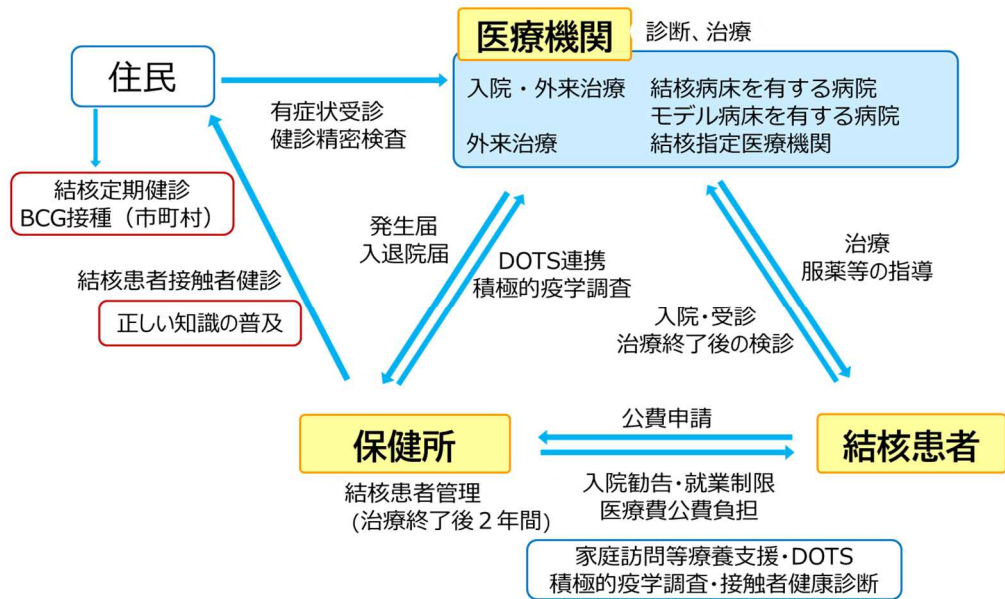 医療機関
診断、治療
住民
入院・外来治療
結核病床を有する病院
モデル病床を有する病院
外来治療
結核指定医療機関
有症状受診
健診精密検査
結核定期健診
BCG接種（市町村）
発生届
入退院届
DOTS連携
積極的疫学調査
治療
服薬等の指導
結核患者接触者健診
正しい知識の普及
入院・受診
治療終了後の検診
保健所
公費申請
結核患者
結核患者管理
(治療終了後２年間)
入院勧告・就業制限
医療費公費負担
家庭訪問等療養支援・DOTS
積極的疫学調査・接触者健康診断